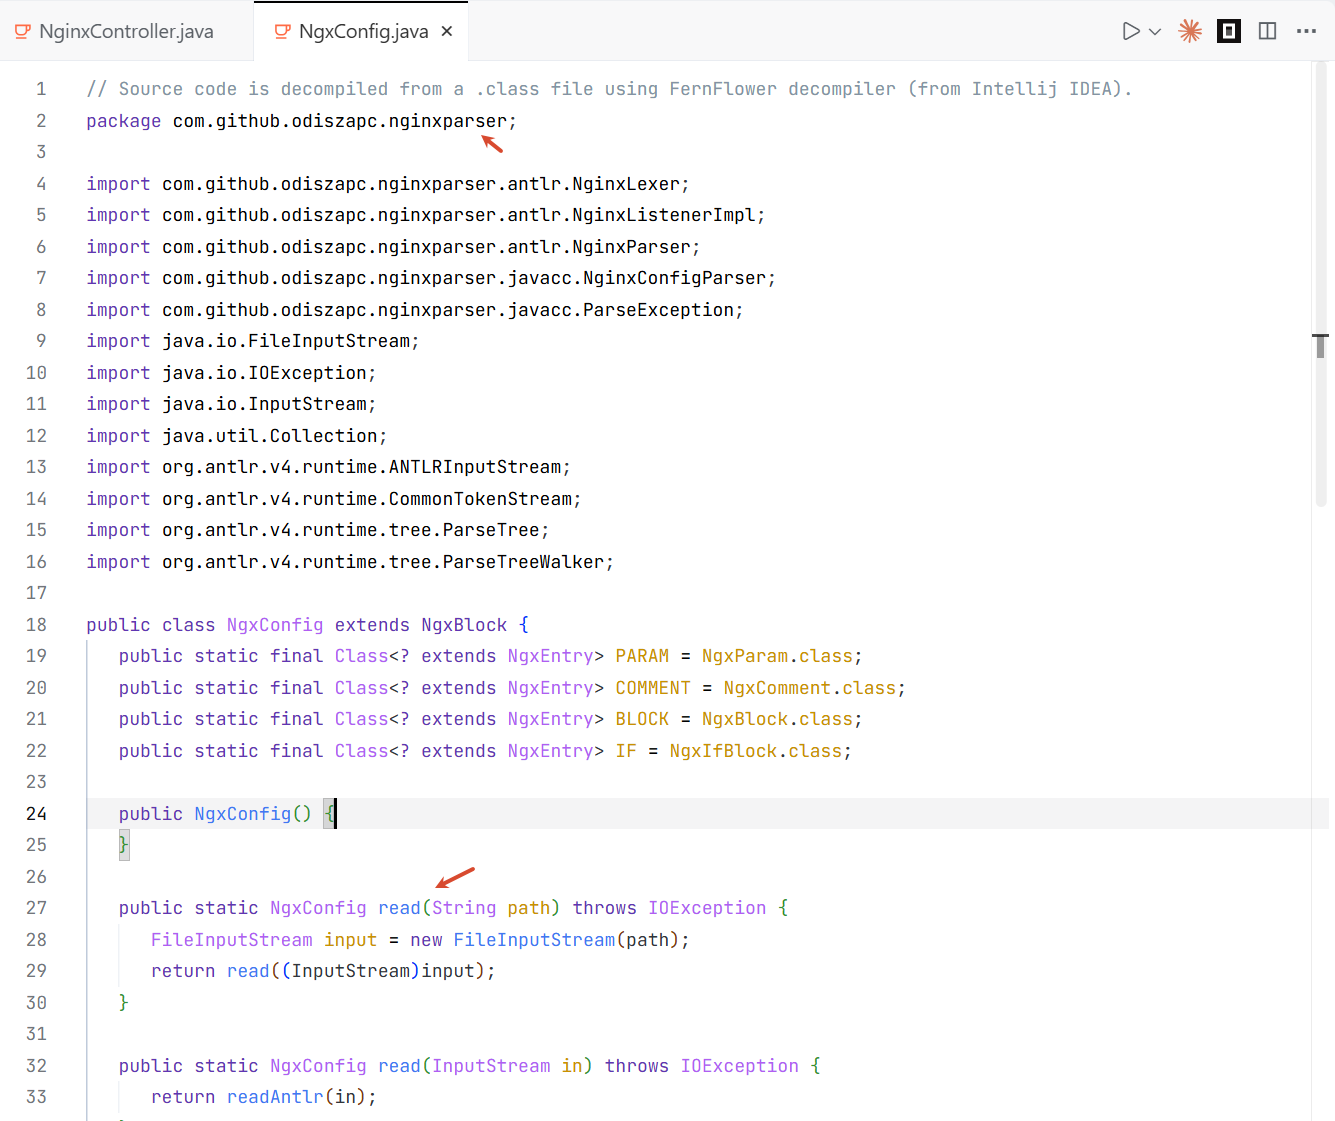 NginxController.java
NgxConfig.java
1 // Source code is decompiled from a .class file using FernFlower decompiler (from Intellij IDEA).
2 package com.github.odiszapc.nginxparser;
3
4 import com.github.odiszapc.nginxparser.antlr.NginxLexer;
5 import com.github.odiszapc.nginxparser.antlr.NginxListenerImpl;
6 import com.github.odiszapc.nginxparser.antlr.NginxParser;
7 import com.github.odiszapc.nginxparser.javacc.NginxConfigParser;
8 import com.github.odiszapc.nginxparser.javacc.ParseException;
9 import java.io.FileInputStream;
10 import java.io.IOException;
11 import java.io.InputStream;
12 import java.util.Collection;
13 import org.antlr.v4.runtime.ANTLRInputStream;
14 import org.antlr.v4.runtime.CommonTokenStream;
15 import org.antlr.v4.runtime.tree.ParseTree;
16 import org.antlr.v4.runtime.tree.ParseTreeWalker;
17
18 public class NgxConfig extends NgxBlock {
19 public static final Class<? extends NgxEntry> PARAM = NgxParam.class;
20 public static final Class<? extends NgxEntry> COMMENT = NgxComment.class;
21 public static final Class<? extends NgxEntry> BLOCK = NgxBlock.class;
22 public static final Class<? extends NgxEntry> IF = NgxIfBlock.class;
23
24 public NgxConfig() {
25 }
26
27 public static NgxConfig read(String path) throws IOException {
28 FileInputStream input = new FileInputStream(path);
29 return read((InputStream)input);
30 }
31
32 public static NgxConfig read(InputStream in) throws IOException {
33 return readAntlr(in);